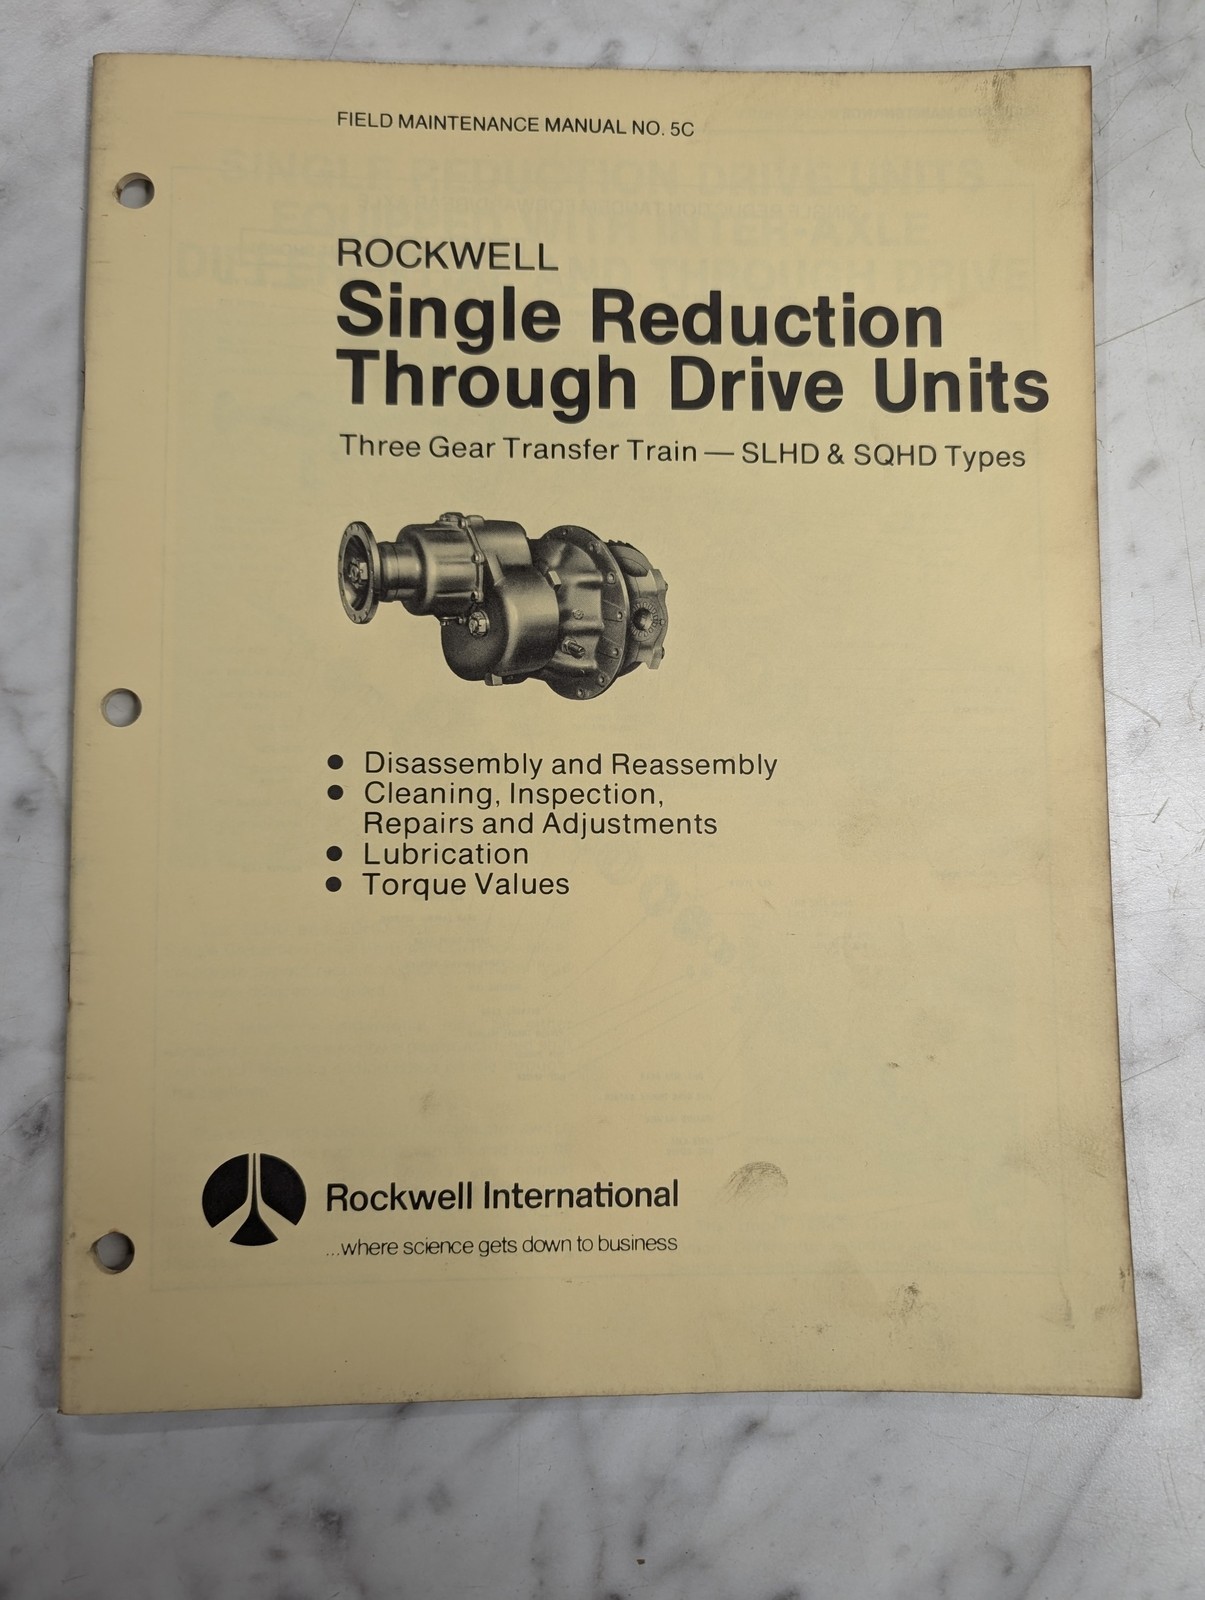 FIELD MAINTENANCE MANUAL NO. 5C
ROCKWELL
Single Reduction
Through Drive Units
Three Gear Transfer Train — SLHD & SQHD Types
● Disassembly and Reassembly
● Cleaning, Inspection,
Repairs and Adjustments
● Lubrication
● Torque Values
Rockwell International
...where science gets down to business